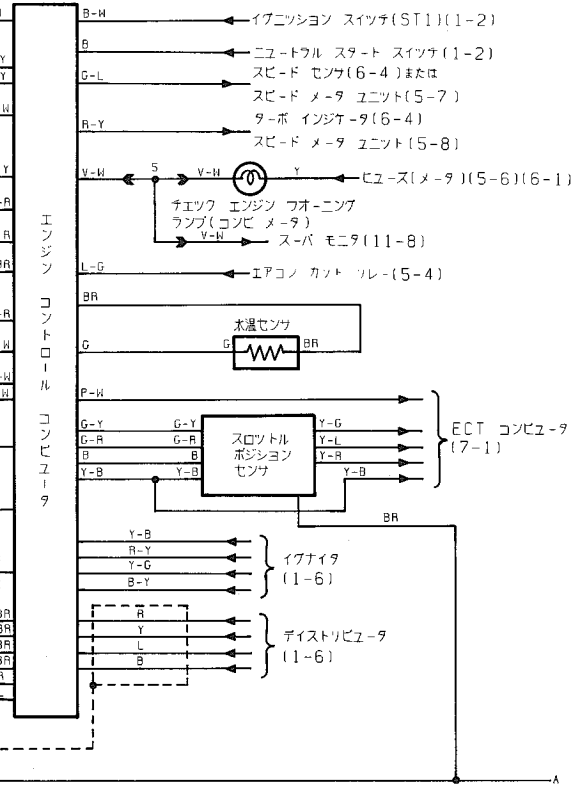 B-W
イグニッション スイッチ(ST1)(1-2)
B
ニュートラル スタート スイッチ(1-2)
G-L
スピード センサ(6-4)または
スピード メータ ユニット(5-7)
R-Y
ターボ インジケータ(6-4)
スピード メータ ユニット(5-8)
V-W
5
V-W
Y
ヒューズ(メータ)(5-6)(6-1)
チエック エンジン ウオーニング
ランプ(コンビ メータ)
V-W
スーパ モニタ(11-8)
L-G
エアコン カット リレー(5-4)
BR
水温センサ
G
G
BR
P-W
G-Y
G-Y
Y-G
G-R
G-R
Y-L
B
B
Y-R
Y-B
Y-B
Y-B
スロットル
ポジション
センサ
ECT コンピュータ
(7-1)
BR
Y-B
R-Y
Y-G
B-Y
イグナイタ
(1-6)
R
Y
L
B
デイストリビュータ
(1-6)
エンジン コントロール コンピュータ
A
Y
Y
W
Y
R
BR
W
W
BR
BR
BR
BR
R